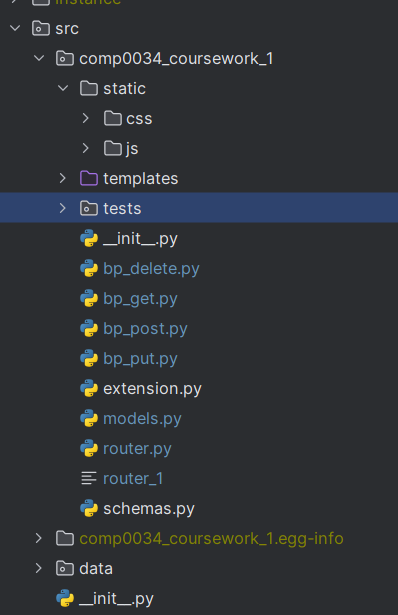 instance
src
comp0034_coursework_1
static
css
js
templates
tests
__init__.py
bp_delete.py
bp_get.py
bp_post.py
bp_put.py
extension.py
models.py
router.py
router_1
schemas.py
comp0034_coursework_1.egg-info
data
__init__.py